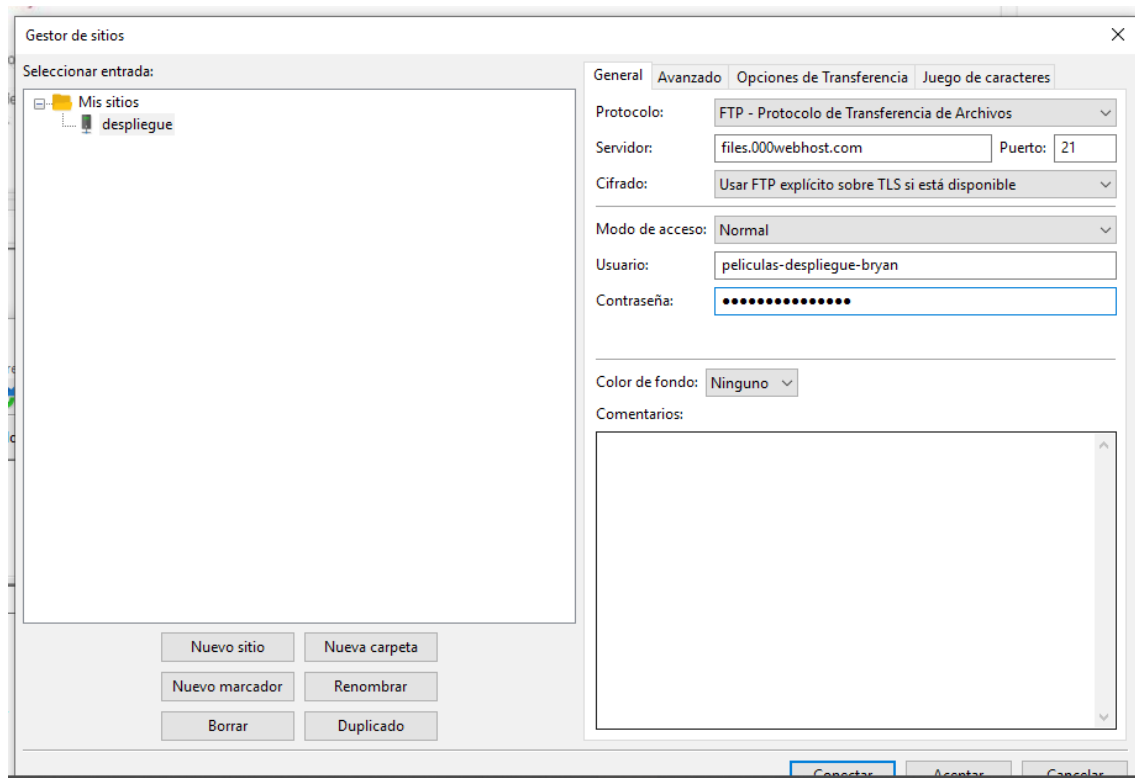 Gestor de sitios
Seleccionar entrada:
Mis sitios
despliegue
Nuevo sitio Nueva carpeta
Nuevo marcador Renombrar
Borrar Duplicado
General Avanzado Opciones de Transferencia Juego de caracteres
Protocolo: FTP - Protocolo de Transferencia de Archivos
Servidor: files.000webhost.com Puerto: 21
Cifrado: Usar FTP explícito sobre TLS si está disponible
Modo de acceso: Normal
Usuario: peliculas-despliegue-bryan
Contraseña: ●●●●●●●●●●●●●●●
Color de fondo: Ninguno
Comentarios:
Conectar Aceptar Cancelar